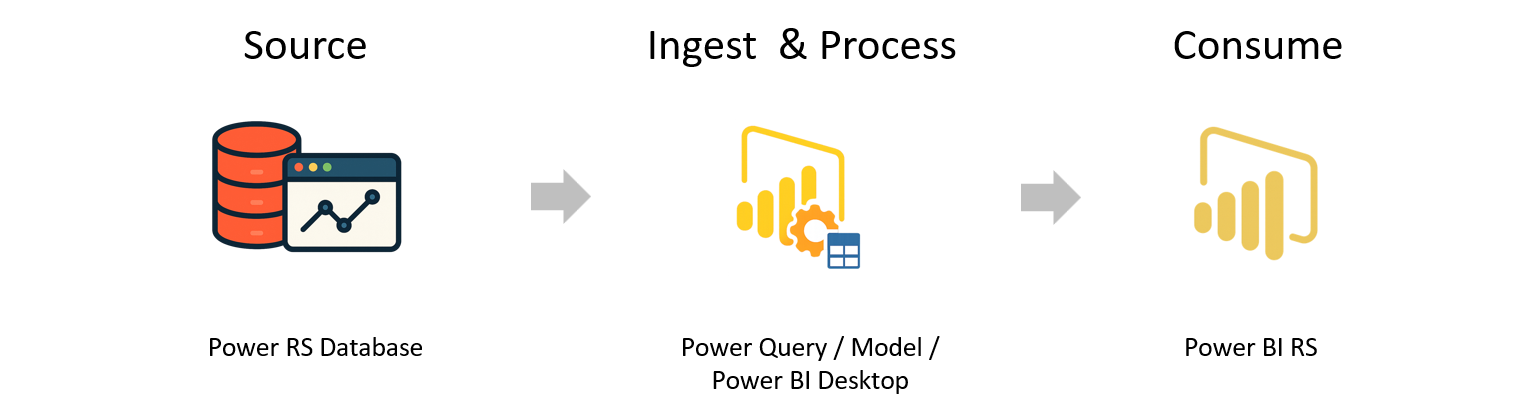 Source
Ingest & Process
Consume
Power RS Database
Power Query / Model /
Power BI Desktop
Power BI RS